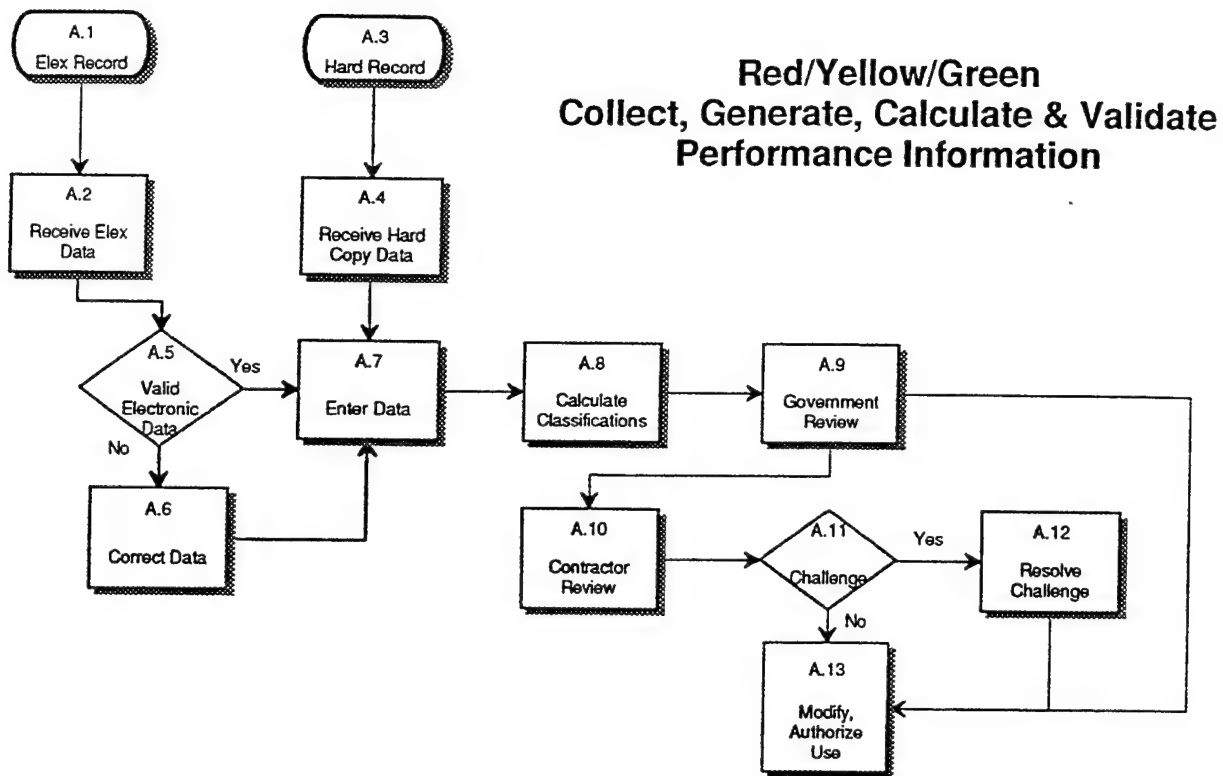 A.1
Elex Record
A.3
Hard Record
Red/Yellow/Green
Collect, Generate, Calculate & Validate
Performance Information
A.2
Receive Elex
Data
A.4
Receive Hard
Copy Data
A.5
Valid
Electronic
Data
Yes
No
A.7
Enter Data
A.8
Calculate
Classifications
A.9
Government
Review
A.6
Correct Data
A.10
Contractor
Review
A.11
Challenge
Yes
No
A.12
Resolve
Challenge
A.13
Modify,
Authorize
Use